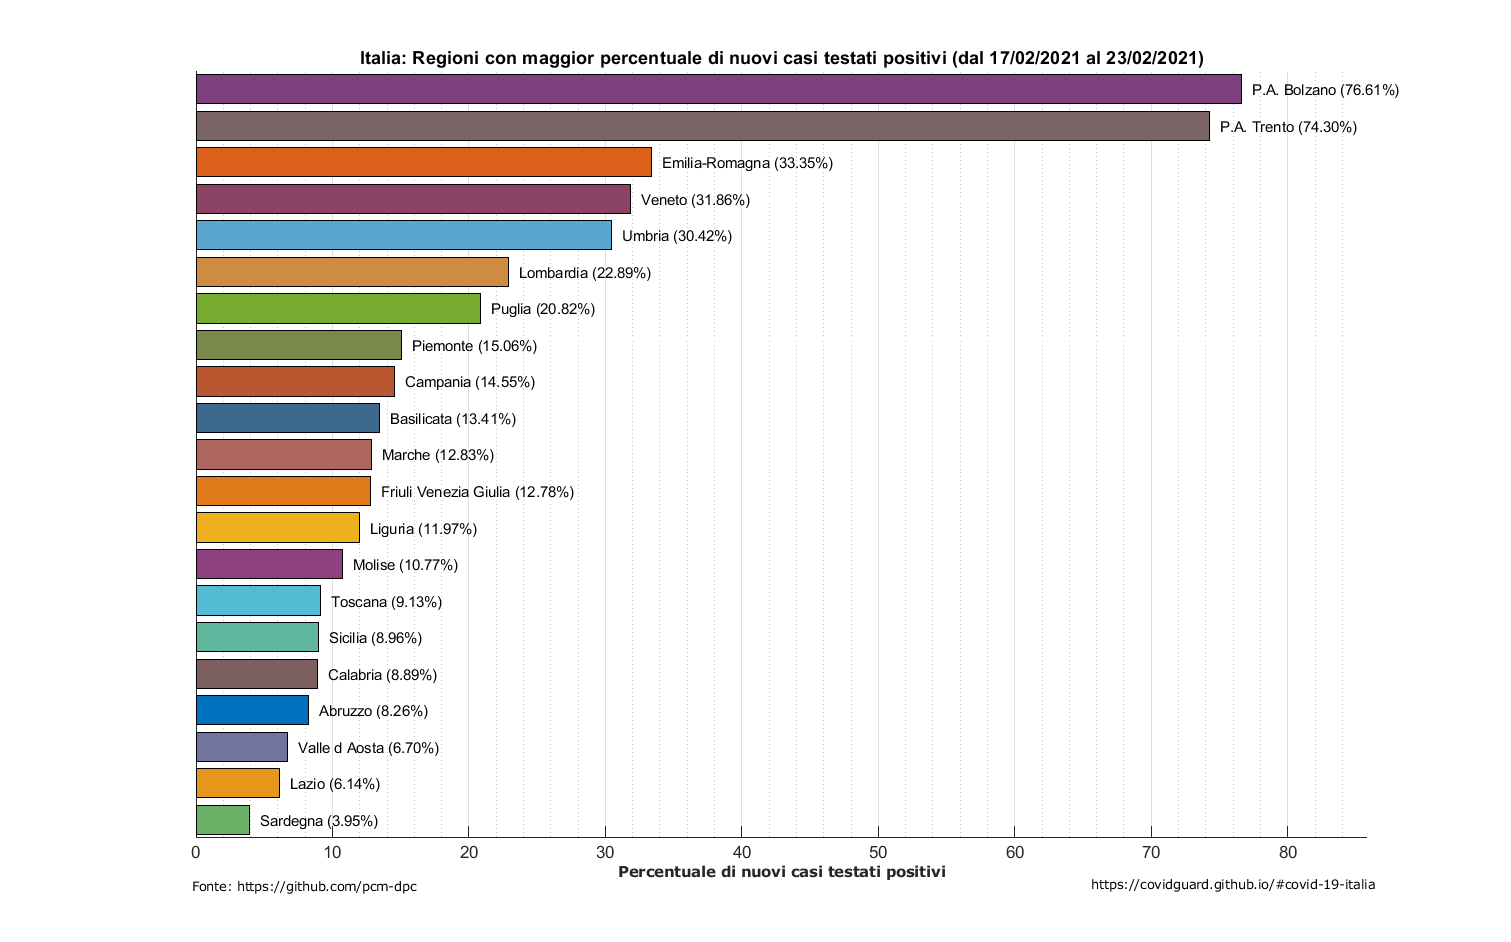 Italia: Regioni con maggior percentuale di nuovi casi testati positivi (dal 17/02/2021 al 23/02/2021)
P.A. Bolzano (76.61%)
P.A. Trento (74.30%)
Emilia-Romagna (33.35%)
Veneto (31.86%)
Umbria (30.42%)
Lombardia (22.89%)
Puglia (20.82%)
Piemonte (15.06%)
Campania (14.55%)
Basilicata (13.41%)
Marche (12.83%)
Friuli Venezia Giulia (12.78%)
Liguria (11.97%)
Molise (10.77%)
Toscana (9.13%)
Sicilia (8.96%)
Calabria (8.89%)
Abruzzo (8.26%)
Valle d Aosta (6.70%)
Lazio (6.14%)
Sardegna (3.95%)
0 10 20 30 40 50 60 70 80
Percentuale di nuovi casi testati positivi
Fonte: https://github.com/pcm-dpc
https://covidguard.github.io/#covid-19-italia